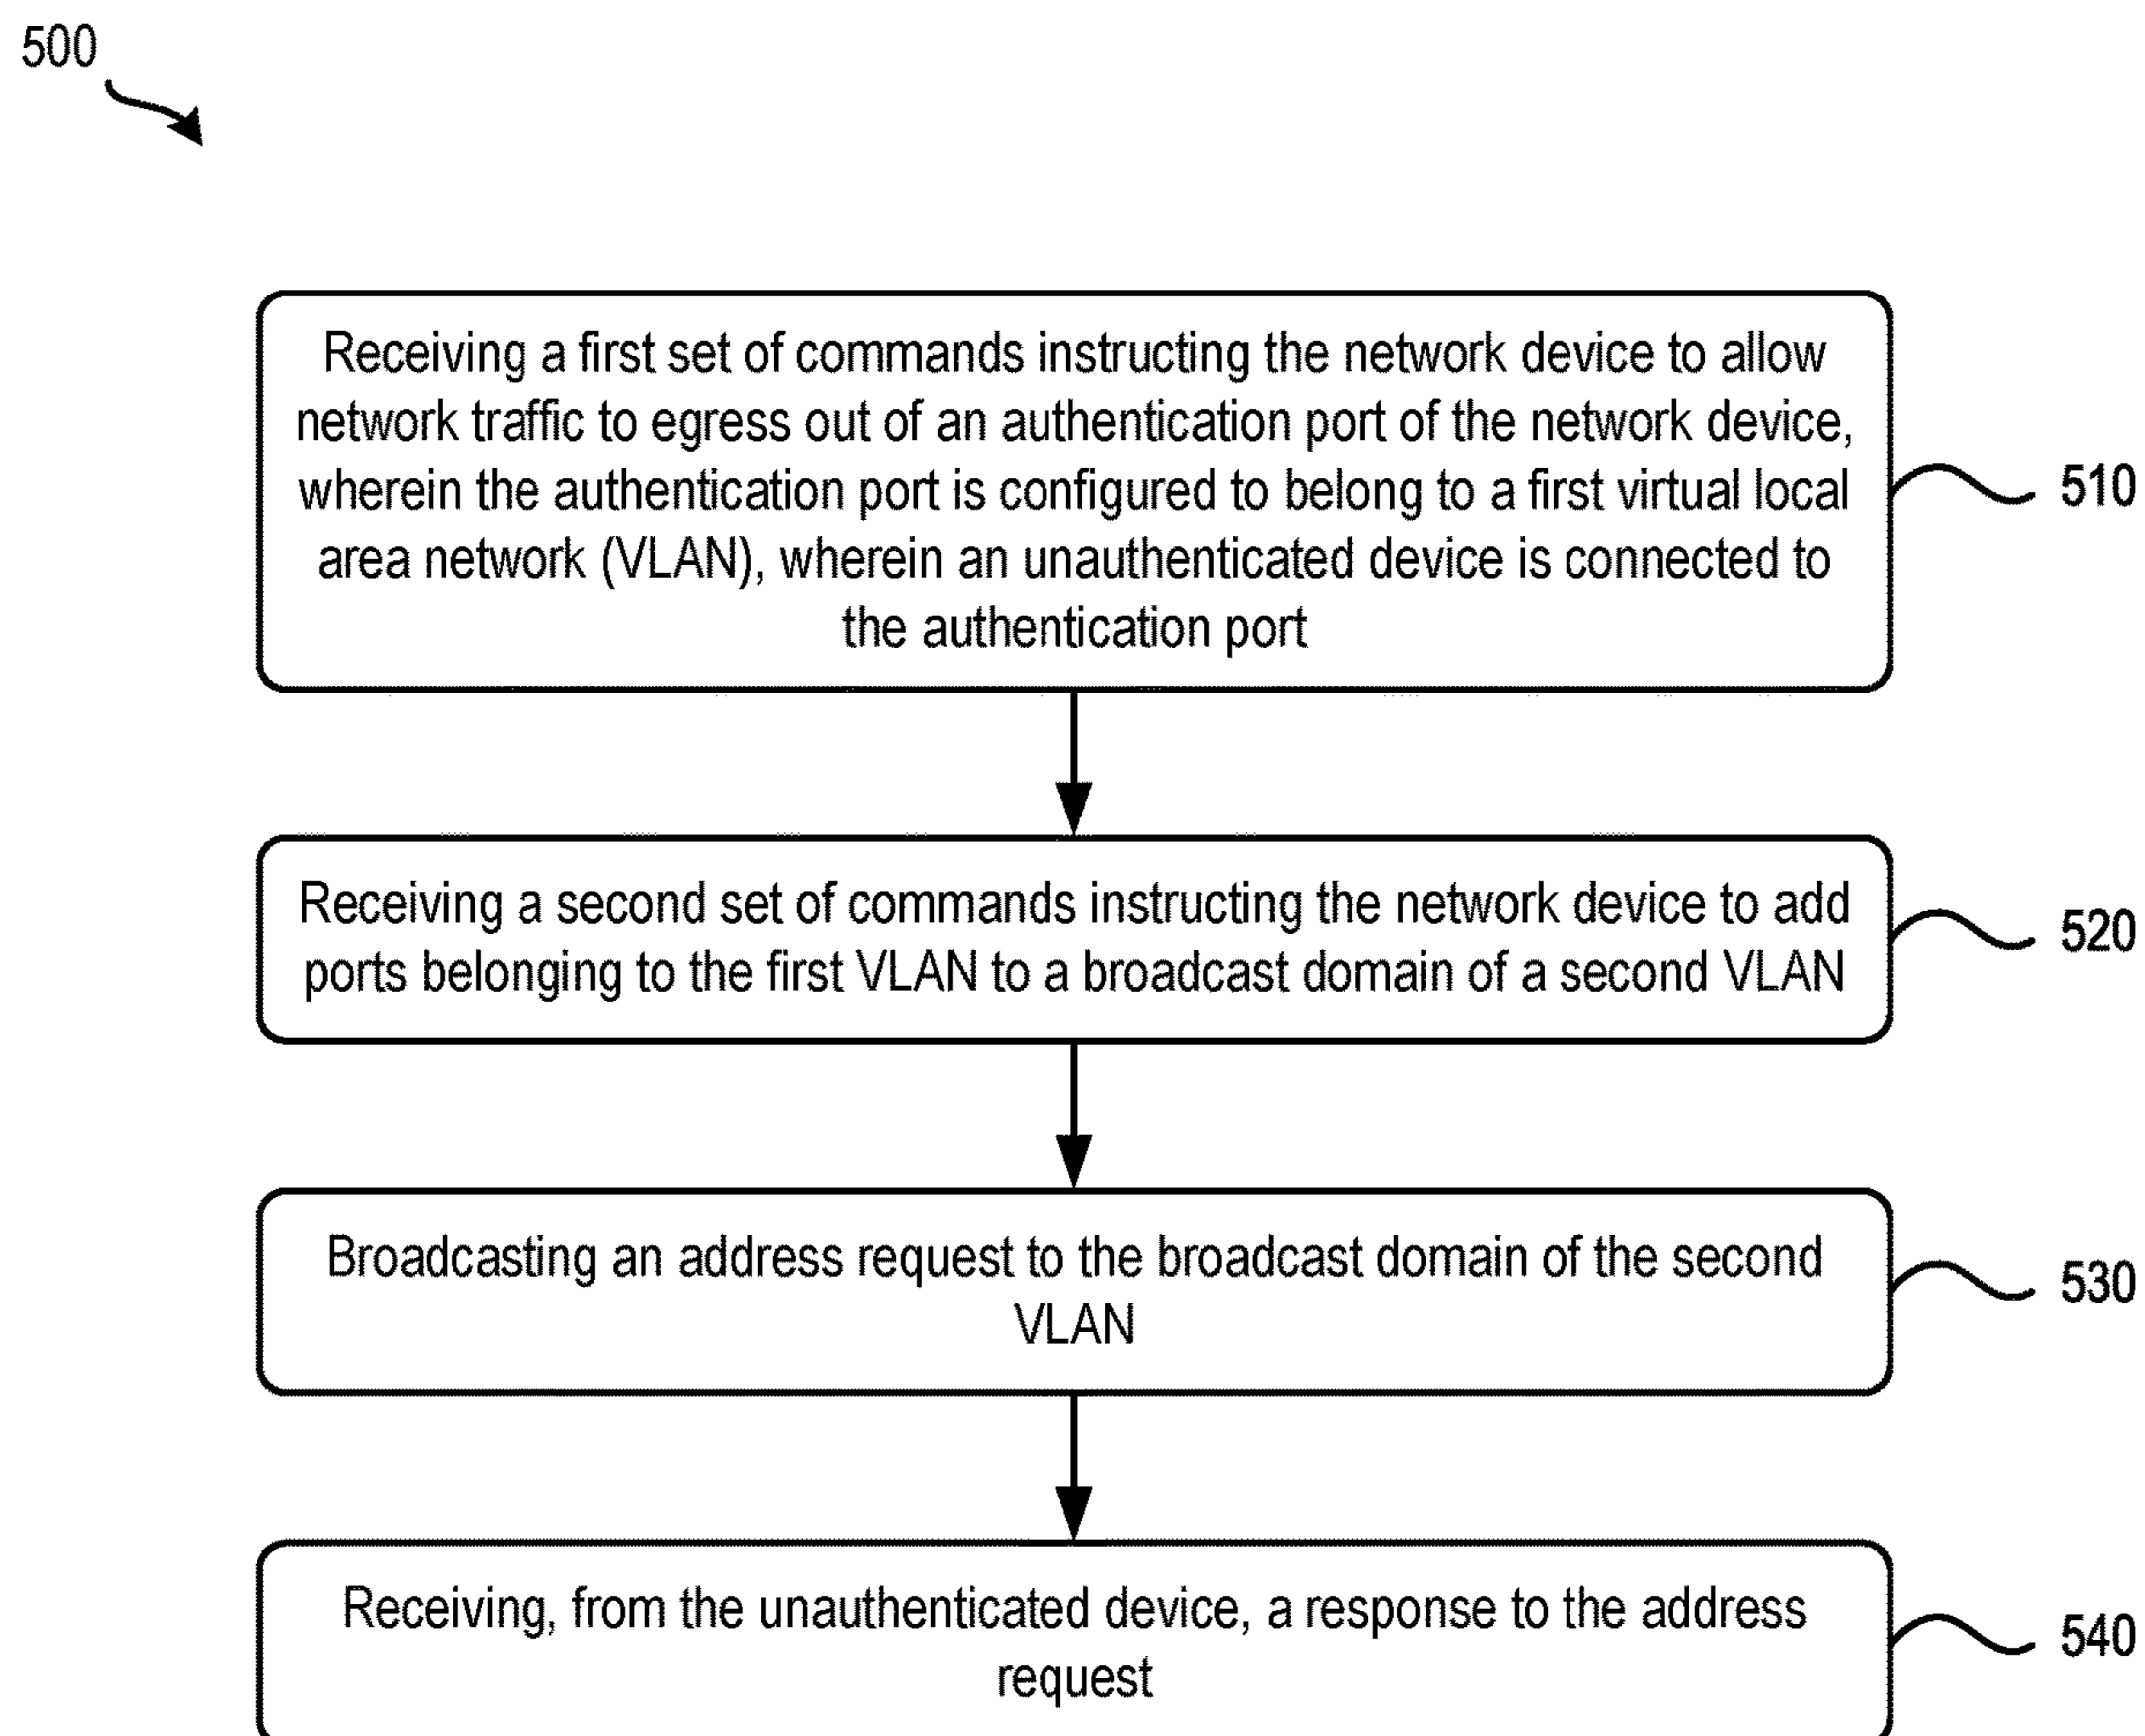 500
Receiving a first set of commands instructing the network device to allow
network traffic to egress out of an authentication port of the network device,
wherein the authentication port is configured to belong to a first virtual local
area network (VLAN), wherein an unauthenticated device is connected to
the authentication port
510
Receiving a second set of commands instructing the network device to add
ports belonging to the first VLAN to a broadcast domain of a second VLAN
520
Broadcasting an address request to the broadcast domain of the second
VLAN
530
Receiving, from the unauthenticated device, a response to the address
request
540